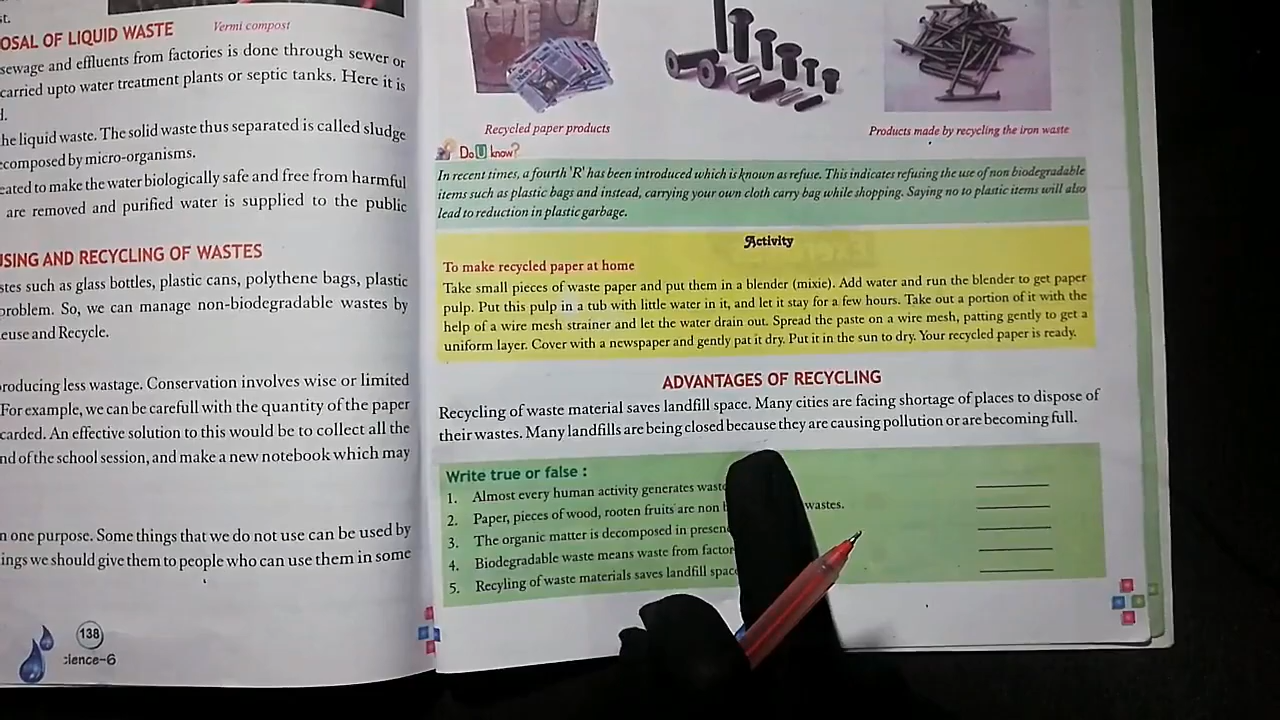 st.
Vermi compost
OSAL OF LIQUID WASTE
sewage and effluents from factories is done through sewer or
carried upto water treatment plants or septic tanks. Here it is
d.
he liquid waste. The solid waste thus separated is called sludge
ecomposed by micro-organisms.
eated to make the water biologically safe and free from harmful
are removed and purified water is supplied to the public
USING AND RECYCLING OF WASTES
stes such as glass bottles, plastic cans, polythene bags, plastic
problem. So, we can manage non-biodegradable wastes by
euse and Recycle.
roducing less wastage. Conservation involves wise or limited
For example, we can be carefull with the quantity of the paper
carded. An effective solution to this would be to collect all the
nd of the school session, and make a new notebook which may
n one purpose. Some things that we do not use can be used by
ings we should give them to people who can use them in some
138
cience-6
Recycled paper products
Products made by recycling the iron waste
Do U know?
In recent times, a fourth 'R' has been introduced which is known as refuse. This indicates refusing the use of non biodegradable
items such as plastic bags and instead, carrying your own cloth carry bag while shopping. Saying no to plastic items will also
lead to reduction in plastic garbage.
Activity
To make recycled paper at home
Take small pieces of waste paper and put them in a blender (mixie). Add water and run the blender to get paper
pulp. Put this pulp in a tub with little water in it, and let it stay for a few hours. Take out a portion of it with the
help of a wire mesh strainer and let the water drain out. Spread the paste on a wire mesh, patting gently to get a
uniform layer. Cover with a newspaper and gently pat it dry. Put it in the sun to dry. Your recycled paper is ready.
ADVANTAGES OF RECYCLING
Recycling of waste material saves landfill space. Many cities are facing shortage of places to dispose of
their wastes. Many landfills are being closed because they are causing pollution or are becoming full.
Write true or false :
1. Almost every human activity generates wast
2. Paper, pieces of wood, rooten fruits are non wastes.
3. The organic matter is decomposed in presen
4. Biodegradable waste means waste from factor
5. Recyling of waste materials saves landfill spac